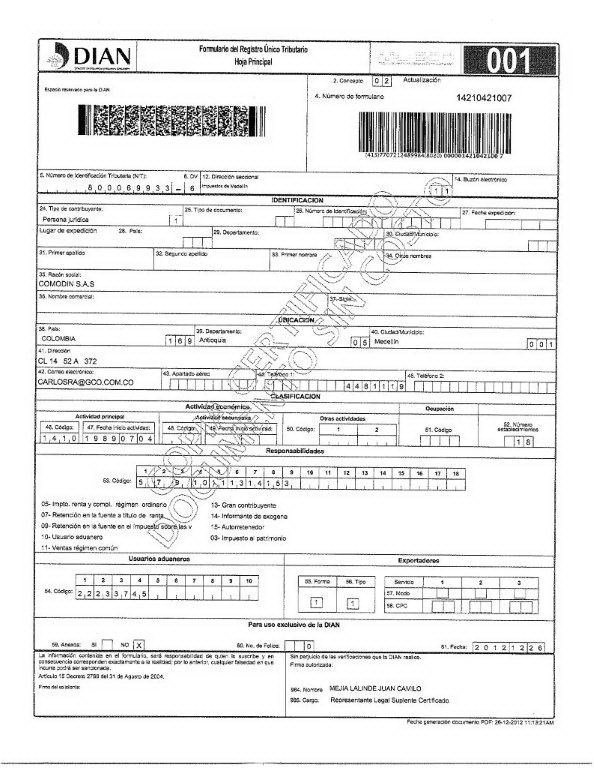 DIAN
Formulario del Registro Único Tributario
Hoja Principal
001
2. Concepto 0 2 Actualización
Espacio reservado para la DIAN
4. Número de formulario 14210421007
(415)7707212489984(8020) 000001421042100 7
5. Número de Identificación Tributaria (NIT): 6. DV 12. Dirección seccional 14. Buzón electrónico
8 0 0 0 6 9 9 3 3 - 6 Impuestos de Medellín 1 1
IDENTIFICACION
24. Tipo de contribuyente: 25. Tipo de documento: 26. Número de Identificación: 27. Fecha expedición:
Persona jurídica 1
Lugar de expedición 28. País: 29. Departamento: 30. Ciudad/Municipio:
31. Primer apellido 32. Segundo apellido 33. Primer nombre 34. Otros nombres
35. Razón social:
COMODIN S.A.S
36. Nombre comercial: 37. Sigla:
UBICACION
38. País: 39. Departamento: 40. Ciudad/Municipio:
COLOMBIA 1 6 9 Antioquia 0 5 Medellín 0 0 1
41. Dirección
CL 14 52 A 372
42. Correo electrónico: 43. Apartado aéreo 44. Teléfono 1: 45. Teléfono 2:
CARLOSRA@GCO.COM.CO 4 4 8 1 1 1 9
CLASIFICACION
Actividad económica Ocupación
Actividad principal Actividad secundaria Otras actividades 52. Número establecimientos
46. Código: 47. Fecha inicio actividad: 48. Código: 49. Fecha inicio actividad: 50. Código: 1 2 51. Código
1 4 1 0 1 9 8 9 0 7 0 4 1 8
Responsabilidades
1 2 3 4 5 6 7 8 9 10 11 12 13 14 15 16 17 18
53. Código: 5 7 9 1 0 1 1 1 3 1 4 1 5 3
05- Impto. renta y compl. régimen ordinario 13- Gran contribuyente
07- Retención en la fuente a título de renta 14- Informante de exogena
09- Retención en la fuente en el impuesto sobre las v 15- Autorretenedor
10- Usuario aduanero 03- Impuesto al patrimonio
11- Ventas régimen común
Usuarios aduaneros Exportadores
1 2 3 4 5 6 7 8 9 10 55. Forma 56. Tipo Servicio 1 2 3
54. Código: 2 2 2 3 3 7 4 5 1 1 57. Modo
58. CPC
COPIA CERTIFICADO
DOCUMENTO SIN COSTO
Para uso exclusivo de la DIAN
59. Anexos: SI NO X 60. No. de Folios: 0 61. Fecha: 2 0 1 2 1 2 2 6
La información contenida en el formulario, será responsabilidad de quien lo suscribe y en
consecuencia corresponden exactamente a la realidad; por lo anterior, cualquier falsedad en que
incurra podrá ser sancionada.
Artículo 15 Decreto 2788 del 31 de Agosto de 2004.
Firma del solicitante:
Sin perjuicio de las verificaciones que la DIAN realice.
Firma autorizada:
984. Nombre MEJIA LALINDE JUAN CAMILO
985. Cargo: Representante Legal Suplente Certificado
Fecha generación documento PDF: 26-12-2012 11:13:21AM